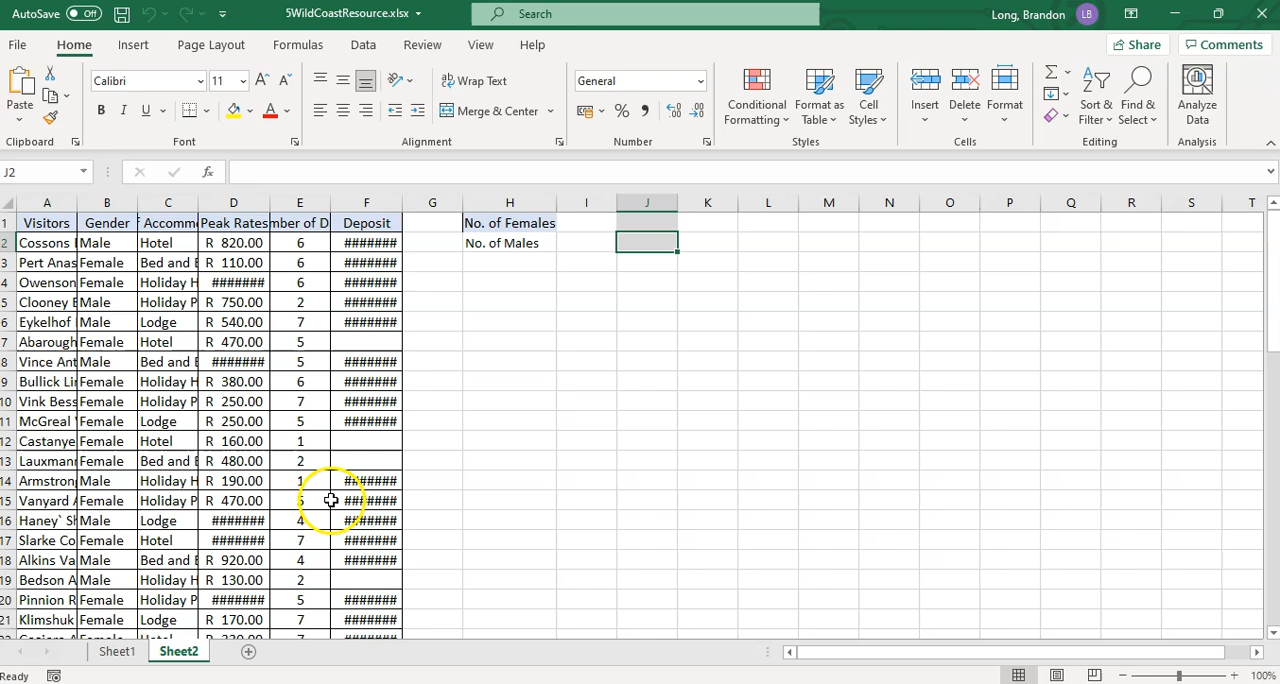 AutoSave Off 5WildCoastResource.xlsx Search Long, Brandon LB
File Home Insert Page Layout Formulas Data Review View Help Share Comments
Calibri 11 Wrap Text General
Paste B I U Merge & Center Conditional Formatting Format as Table Cell Styles Insert Delete Format Sort & Filter Find & Select Analyze Data
Clipboard Font Alignment Number Styles Cells Editing Analysis
J2 fx
A B C D E F G H I J K L M N O P Q R S T
1 Visitors Gender Accomm Peak Rates mber of D Deposit No. of Females
2 Cossons Male Hotel R 820.00 6 ####### No. of Males
3 Pert Anas Female Bed and R 110.00 6 #######
4 Owenson Female Holiday H ####### 6 #######
5 Clooney Male Holiday P R 750.00 2 #######
6 Eykelhof Male Lodge R 540.00 7 #######
7 Abarough Female Hotel R 470.00 5
8 Vince Ant Male Bed and ####### 5 #######
9 Bullick Li Female Holiday H R 380.00 6 #######
10 Vink Bess Female Holiday P R 250.00 7 #######
11 McGreal Female Lodge R 250.00 5 #######
12 Castanye Female Hotel R 160.00 1
13 Lauxman Female Bed and R 480.00 2
14 Armstrong Male Holiday H R 190.00 1 #######
15 Vanyard Female Holiday P R 470.00 5 #######
16 Haney` Sh Male Lodge ####### 4 #######
17 Slarke Co Female Hotel ####### 7 #######
18 Alkins Va Male Bed and R 920.00 4 #######
19 Bedson A Male Holiday H R 130.00 2
20 Pinnion R Female Holiday P ####### 5 #######
21 Klimshuk Female Lodge R 170.00 7 #######
Sheet1 Sheet2
Ready 100%